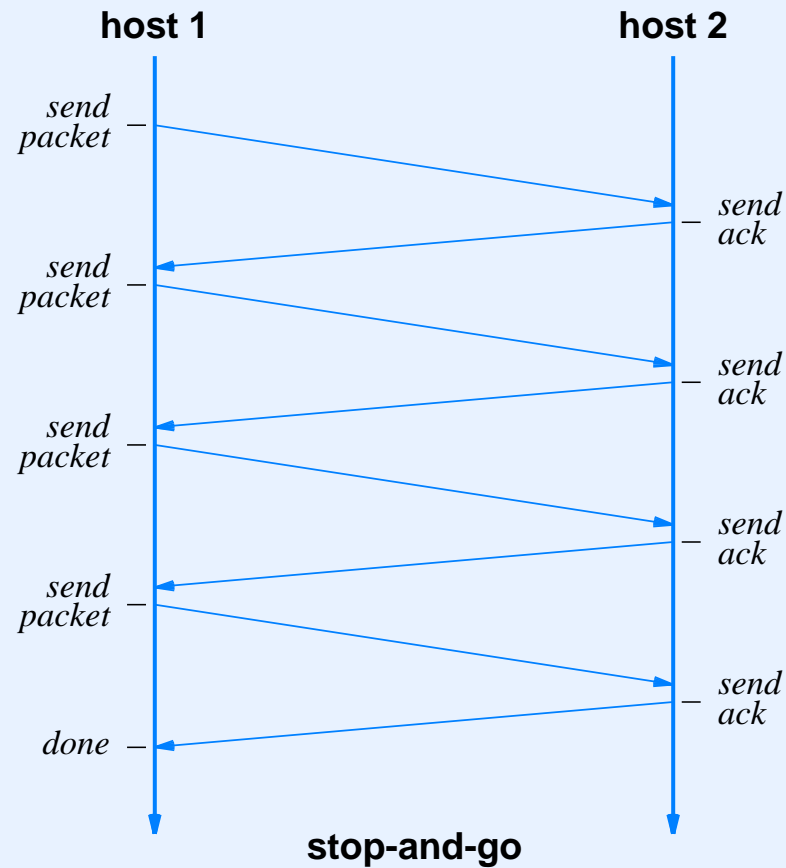 host 1
host 2
send
packet
send
ack
send
packet
send
ack
send
packet
send
ack
send
packet
send
ack
done
stop-and-go